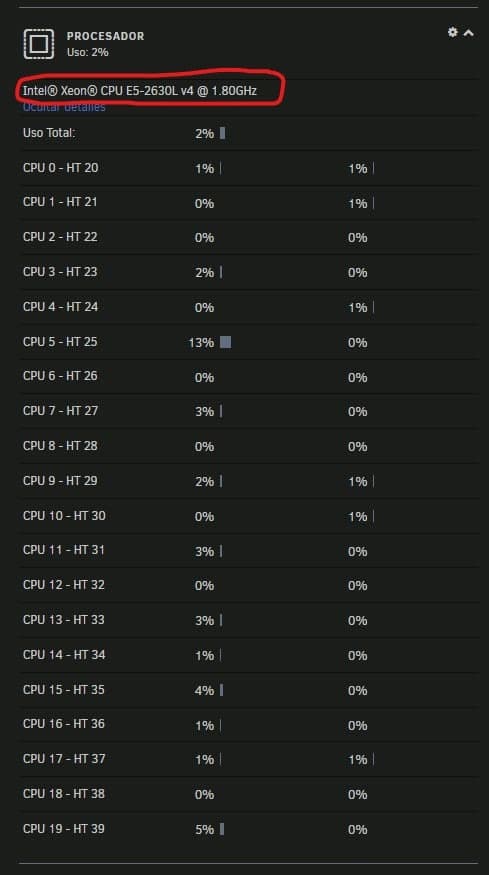 PROCESADOR
Uso: 2%
Intel® Xeon® CPU E5-2630L v4 @ 1.80GHz
Ocultar detalles
Uso Total: 2%
CPU 0 - HT 20 1% 1%
CPU 1 - HT 21 0% 1%
CPU 2 - HT 22 0% 0%
CPU 3 - HT 23 2% 0%
CPU 4 - HT 24 0% 1%
CPU 5 - HT 25 13% 0%
CPU 6 - HT 26 0% 0%
CPU 7 - HT 27 3% 0%
CPU 8 - HT 28 0% 0%
CPU 9 - HT 29 2% 1%
CPU 10 - HT 30 0% 1%
CPU 11 - HT 31 3% 0%
CPU 12 - HT 32 0% 0%
CPU 13 - HT 33 3% 0%
CPU 14 - HT 34 1% 0%
CPU 15 - HT 35 4% 0%
CPU 16 - HT 36 1% 0%
CPU 17 - HT 37 1% 1%
CPU 18 - HT 38 0% 0%
CPU 19 - HT 39 5% 0%